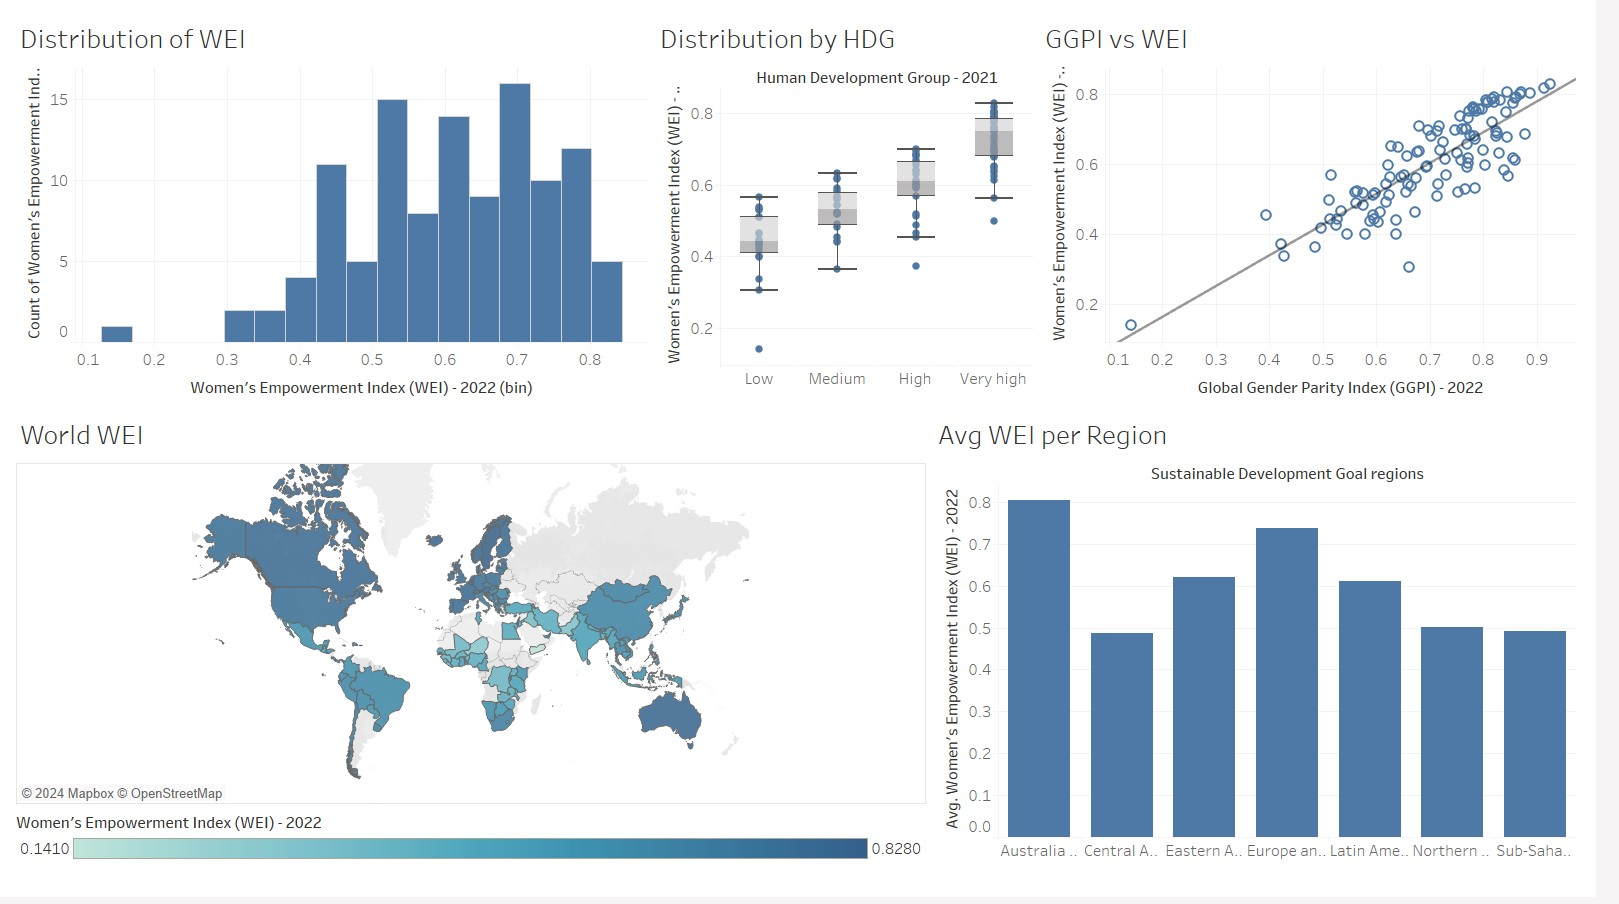 Distribution of WEI
Distribution by HDG
GGPI vs WEI
Count of Women's Empowerment Ind..
15
10
5
0
0.1 0.2 0.3 0.4 0.5 0.6 0.7 0.8
Women's Empowerment Index (WEI) - 2022 (bin)
Human Development Group - 2021
Women's Empowerment Index (WEI) - ..
0.8
0.6
0.4
0.2
Low Medium High Very high
Women's Empowerment Index (WEI) -..
0.8
0.6
0.4
0.2
0.1 0.2 0.3 0.4 0.5 0.6 0.7 0.8 0.9
Global Gender Parity Index (GGPI) - 2022
World WEI
© 2024 Mapbox © OpenStreetMap
Women's Empowerment Index (WEI) - 2022
0.1410 0.8280
Avg WEI per Region
Sustainable Development Goal regions
Avg. Women's Empowerment Index (WEI) - 2022
0.8
0.7
0.6
0.5
0.4
0.3
0.2
0.1
0.0
Australia .. Central A.. Eastern A.. Europe an.. Latin Ame.. Northern .. Sub-Saha..